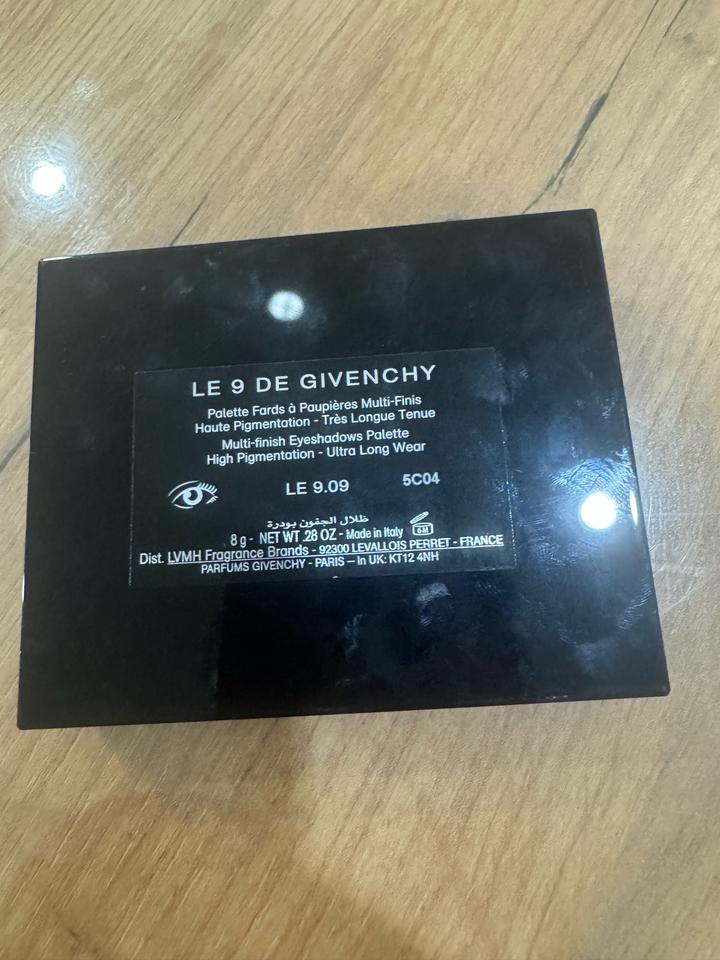 LE 9 DE GIVENCHY
Palette Fards à Paupières Multi-Finis
Haute Pigmentation - Très Longue Tenue
Multi-finish Eyeshadows Palette
High Pigmentation - Ultra Long Wear
LE 9.09 5C04
ظلال الجفون بودرة
8 g - NET WT .28 OZ - Made in Italy 6M
Dist. LVMH Fragrance Brands - 92300 LEVALLOIS PERRET - FRANCE
PARFUMS GIVENCHY - PARIS – In UK: KT12 4NH